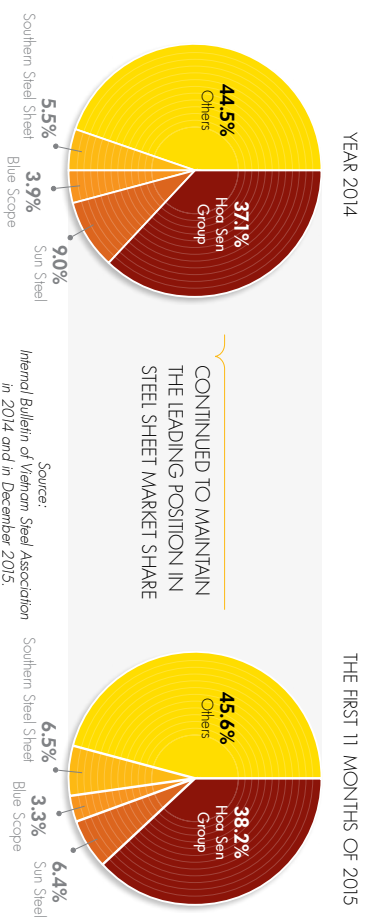 YEAR 2014
44.5%
Others
37.1%
Hoa Sen
Group
5.5%
Southern Steel Sheet
3.9%
Blue Scope
9.0%
Sun Steel
CONTINUED TO MAINTAIN
THE LEADING POSITION IN
STEEL SHEET MARKET SHARE
Source:
Internal Bulletin of Vietnam Steel Association
in 2014 and in December 2015.
THE FIRST 11 MONTHS OF 2015
45.6%
Others
38.2%
Hoa Sen
Group
6.5%
Southern Steel Sheet
3.3%
Blue Scope
6.4%
Sun Steel